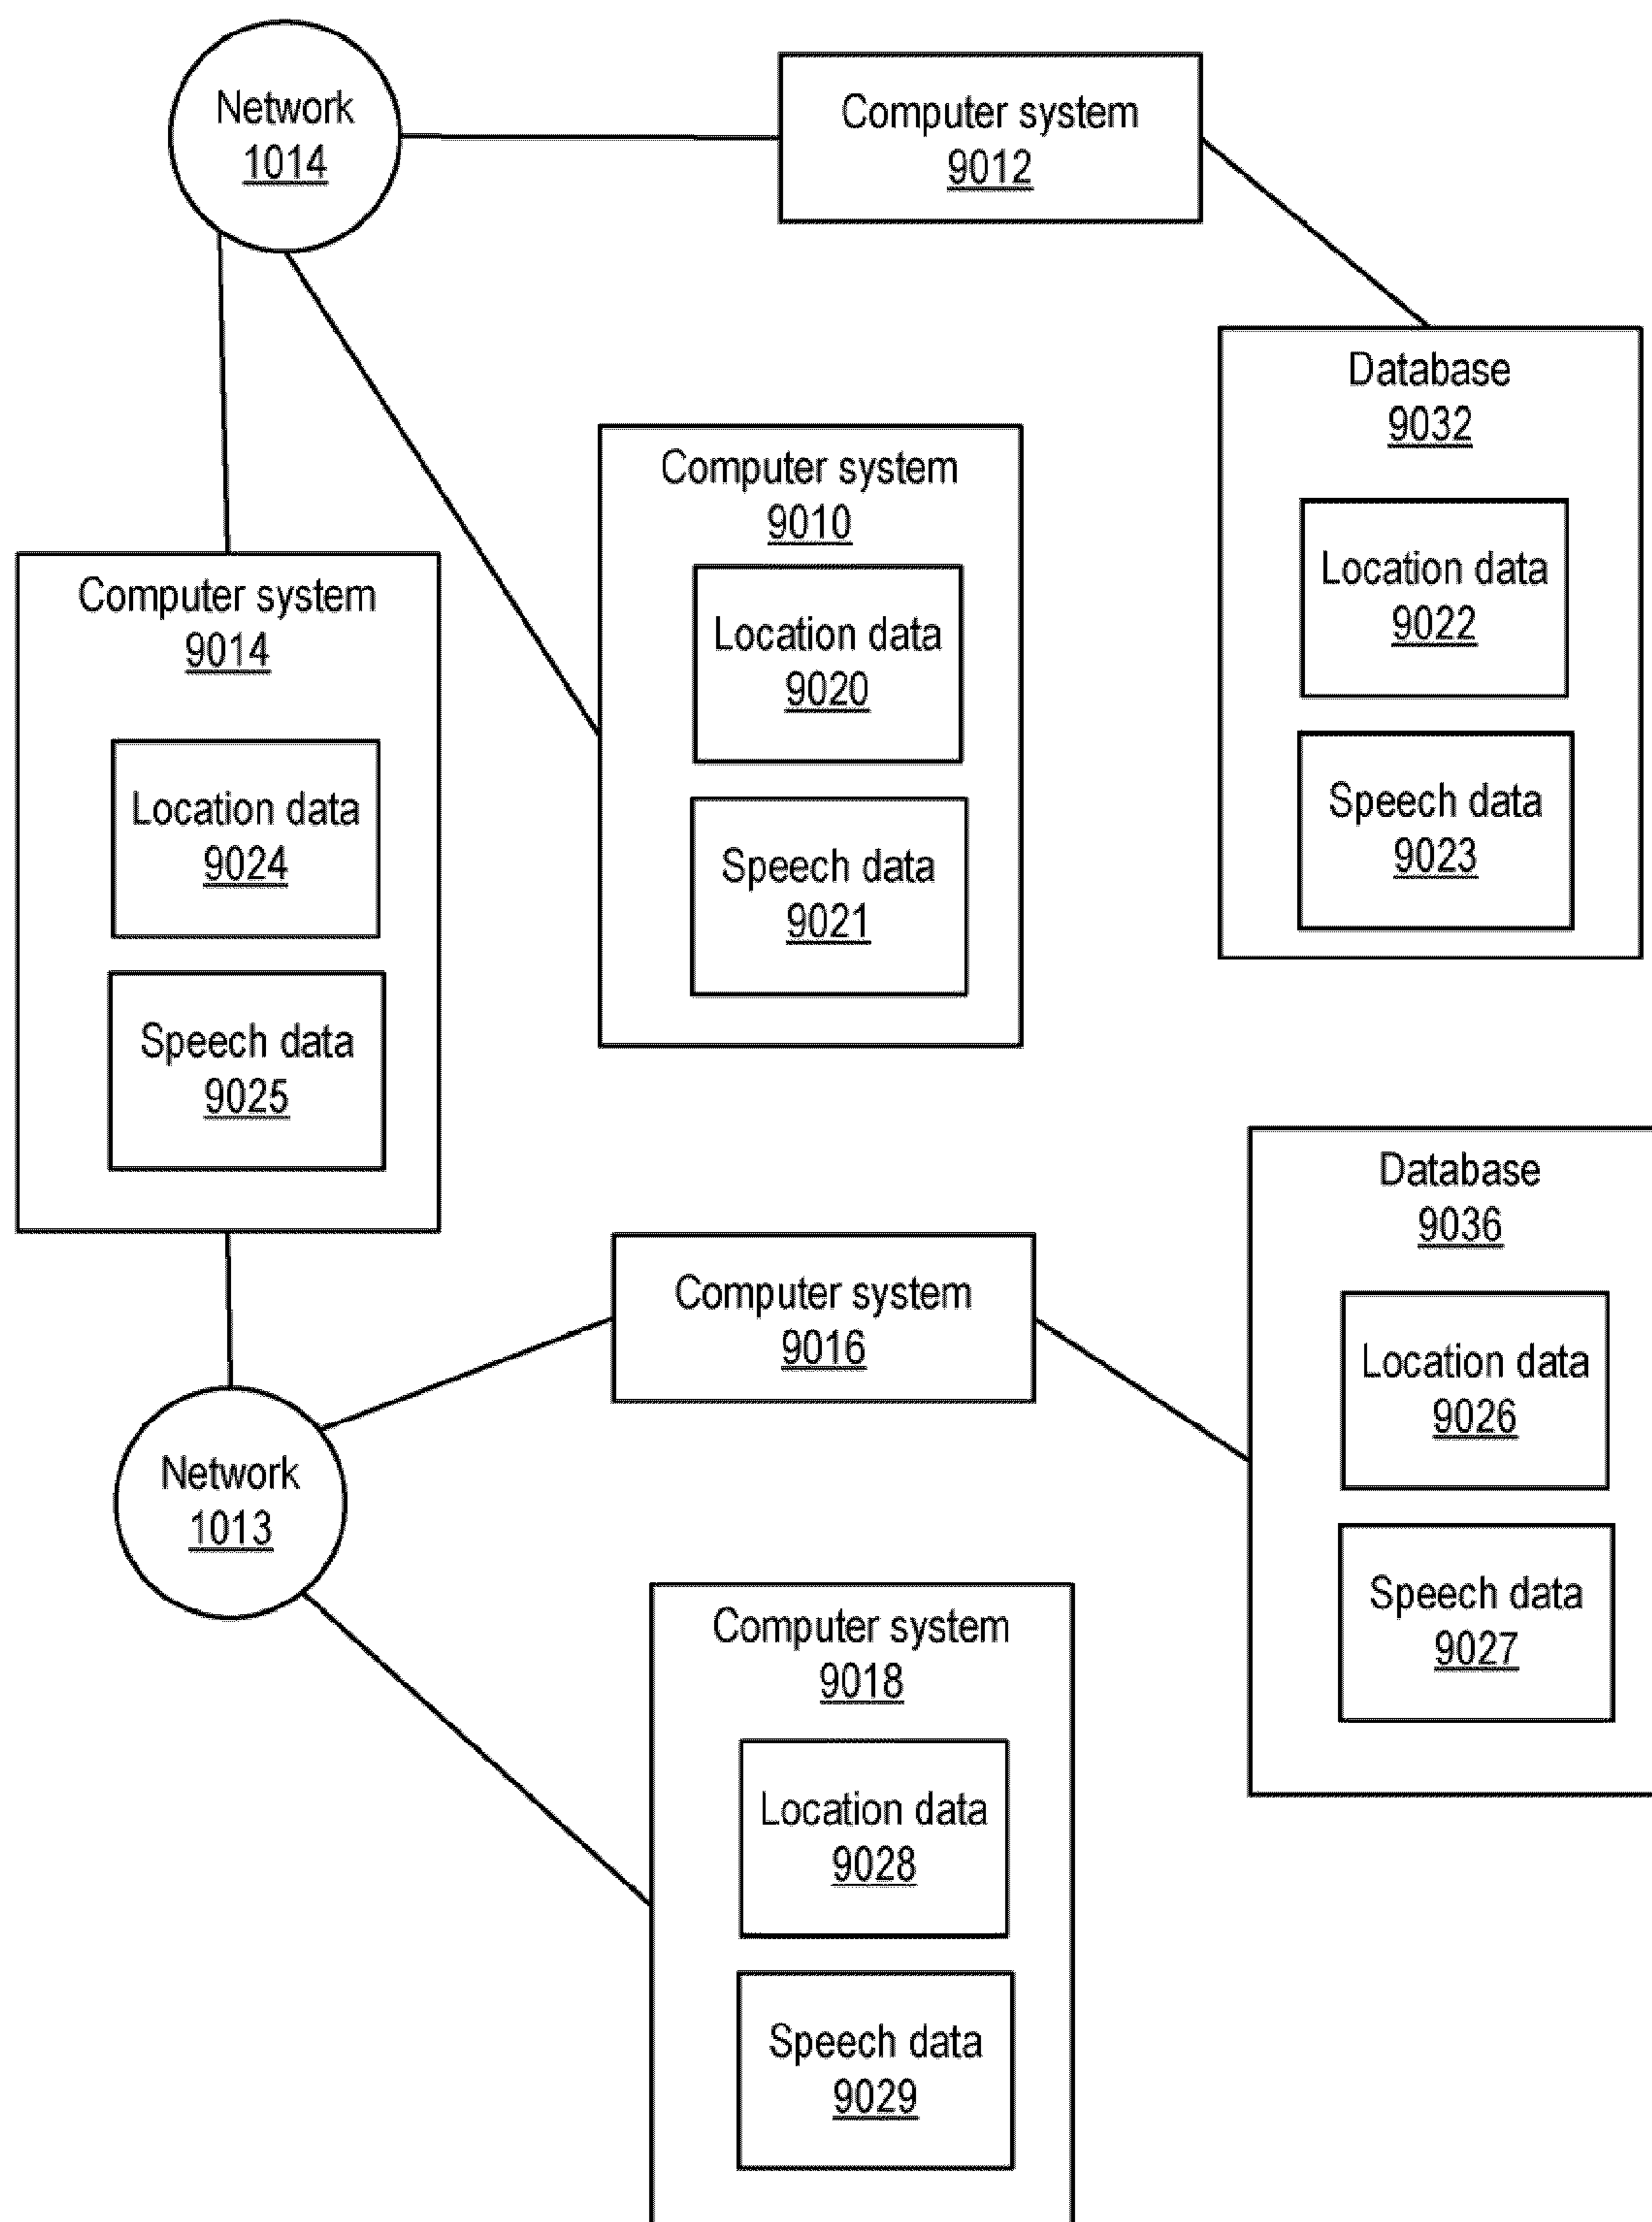 Network
1014
Computer system
9012
Database
9032
Location data
9022
Speech data
9023
Computer system
9010
Location data
9020
Speech data
9021
Computer system
9014
Location data
9024
Speech data
9025
Database
9036
Location data
9026
Speech data
9027
Computer system
9016
Network
1013
Computer system
9018
Location data
9028
Speech data
9029